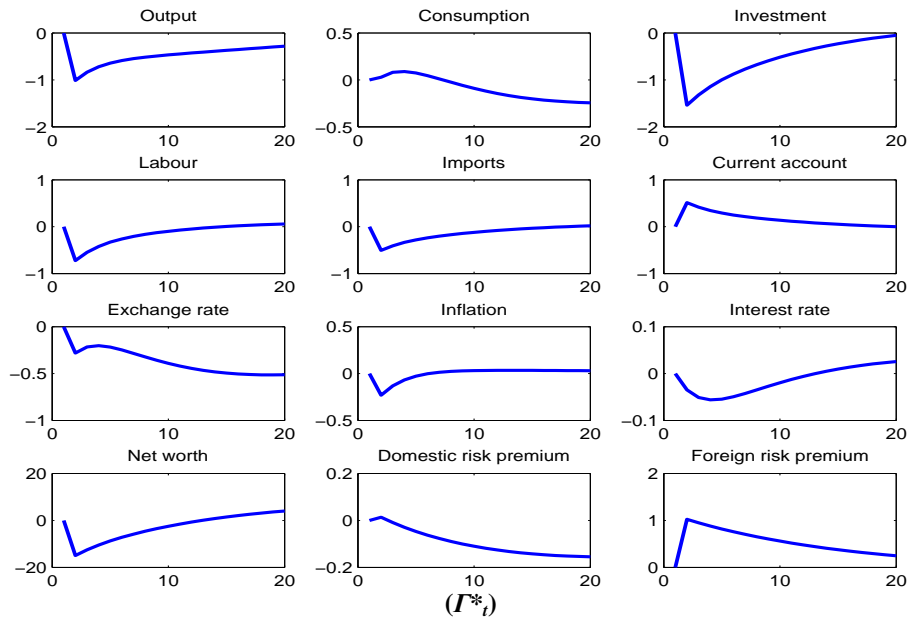 Output Consumption Investment
0 0.5 0
−1 0 −1
−2 −0.5 −2
0 10 20 0 10 20 0 10 20
Labour Imports Current account
1 1 1
0 0 0
−1 −1 −1
0 10 20 0 10 20 0 10 20
Exchange rate Inflation Interest rate
0 0.5 0.1
−0.5 0 0
−1 −0.5 −0.1
0 10 20 0 10 20 0 10 20
Net worth Domestic risk premium Foreign risk premium
20 0.2 2
0 0 1
−20 −0.2 0
0 10 20 0 10 20 0 10 20
(Γ*t)